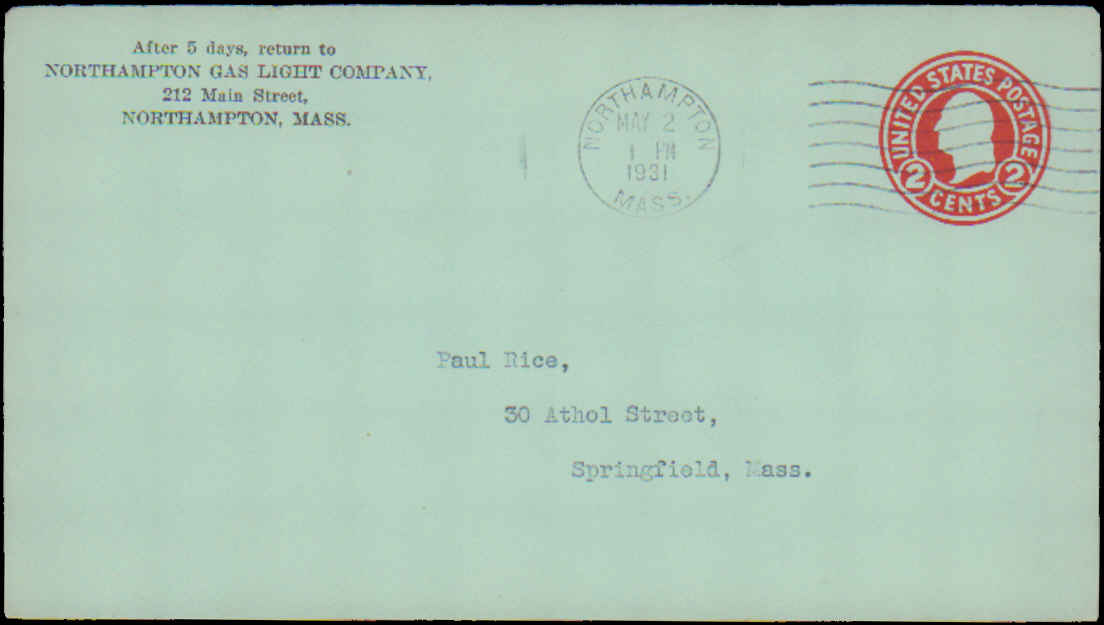 After 5 days, return to
NORTHAMPTON GAS LIGHT COMPANY,
212 Main Street,
NORTHAMPTON, MASS.
NORTHAMPTON
MAY 2
1 PM
1931
MASS.
UNITED STATES POSTAGE
2 CENTS 2
Paul Rice,
30 Athol Street,
Springfield, Mass.